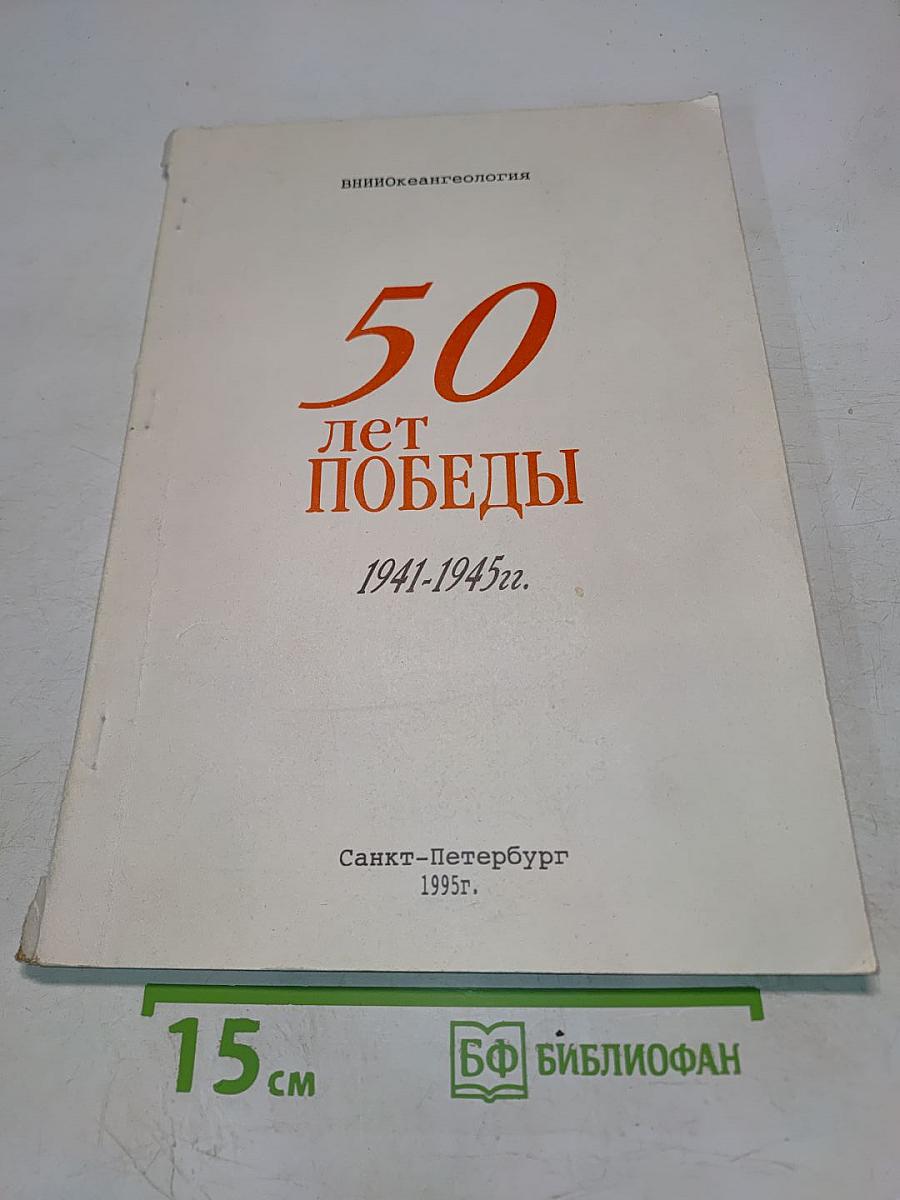 ВНИИОкеангеология
50
лет
ПОБЕДЫ
1941-1945гг.
Санкт-Петербург
1995г.
15 см
БФ БИБЛИОФАН